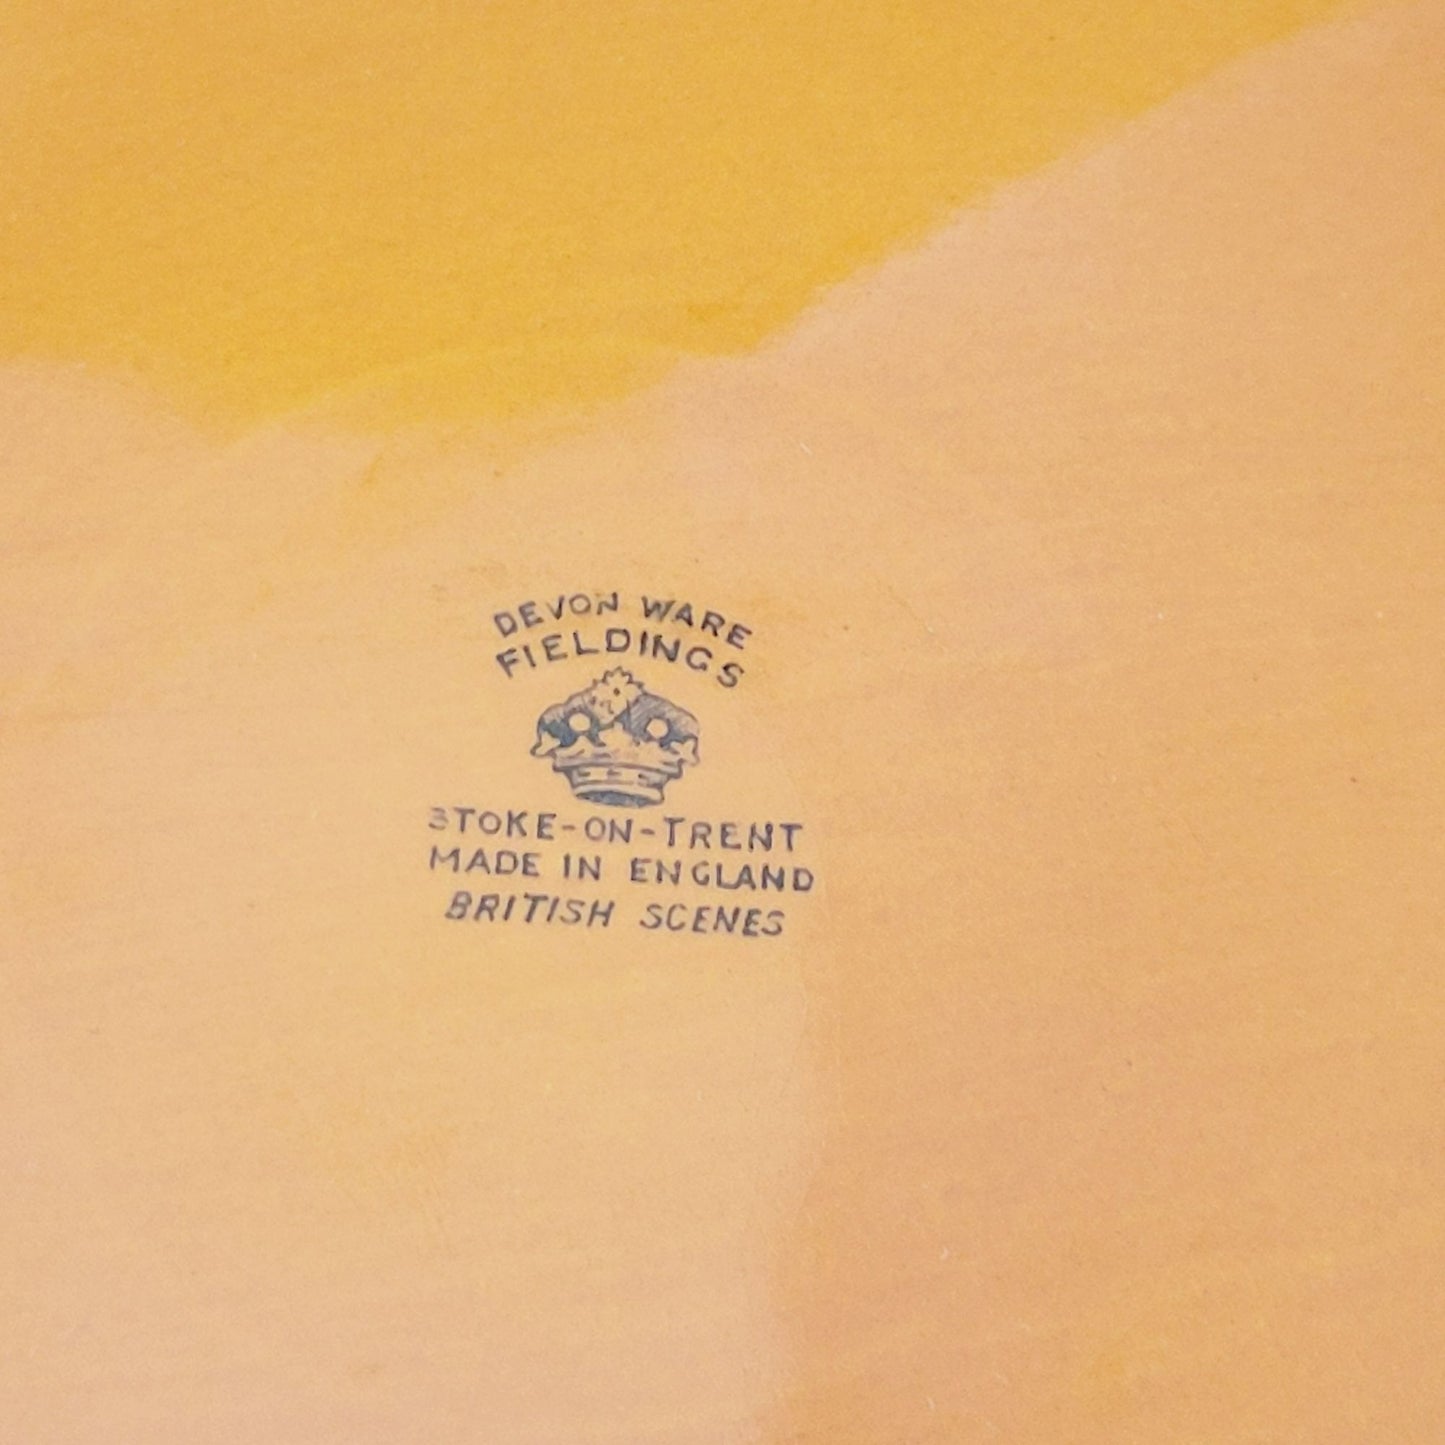 DEVON WARE
FIELDINGS
STOKE-ON-TRENT
MADE IN ENGLAND
BRITISH SCENES